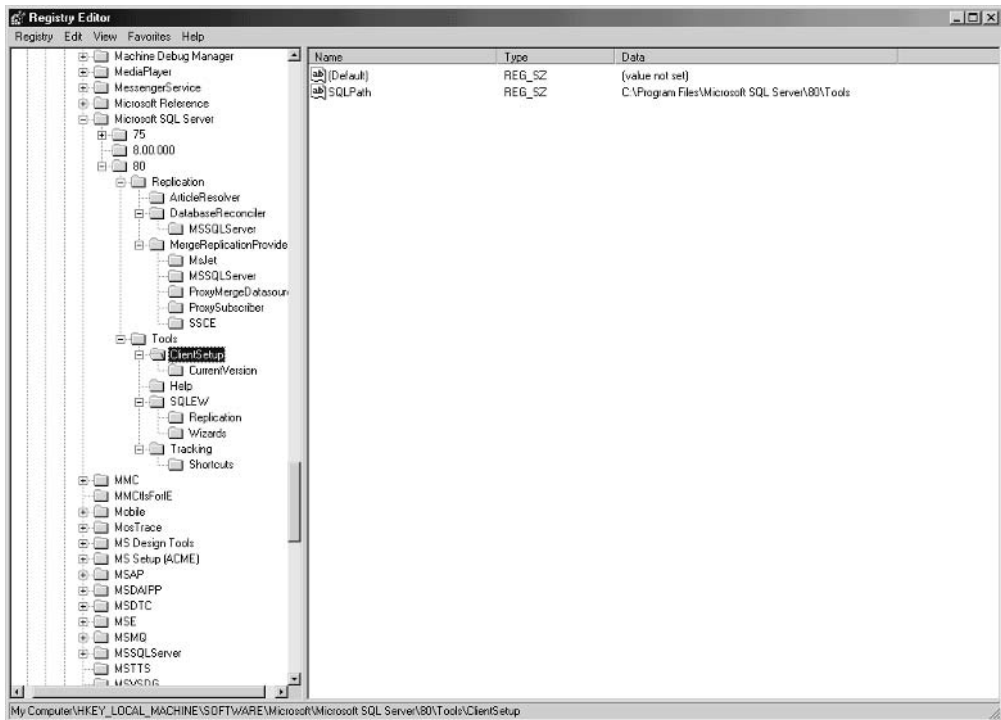 Registry Editor
Registry Edit View Favorites Help
Machine Debug Manager
MediaPlayer
MessengerService
Microsoft Reference
Microsoft SQL Server
75
8.00.000
80
Replication
ArticleResolver
DatabaseReconciler
MSSQLServer
MergeReplicationProvide
MsJet
MSSQLServer
ProxyMergeDatasour
ProxySubscriber
SSCE
Tools
ClientSetup
CurrentVersion
Help
SQLEW
Replication
Wizards
Tracking
Shortcuts
MMC
MMCtlsForIE
Mobile
MosTrace
MS Design Tools
MS Setup (ACME)
MSAP
MSDAIPP
MSDTC
MSE
MSMQ
MSSQLServer
MSTTS
MSVSDG
Name Type Data
(Default) REG_SZ (value not set)
SQLPath REG_SZ C:\Program Files\Microsoft SQL Server\80\Tools
My Computer\HKEY_LOCAL_MACHINE\SOFTWARE\Microsoft\Microsoft SQL Server\80\Tools\ClientSetup